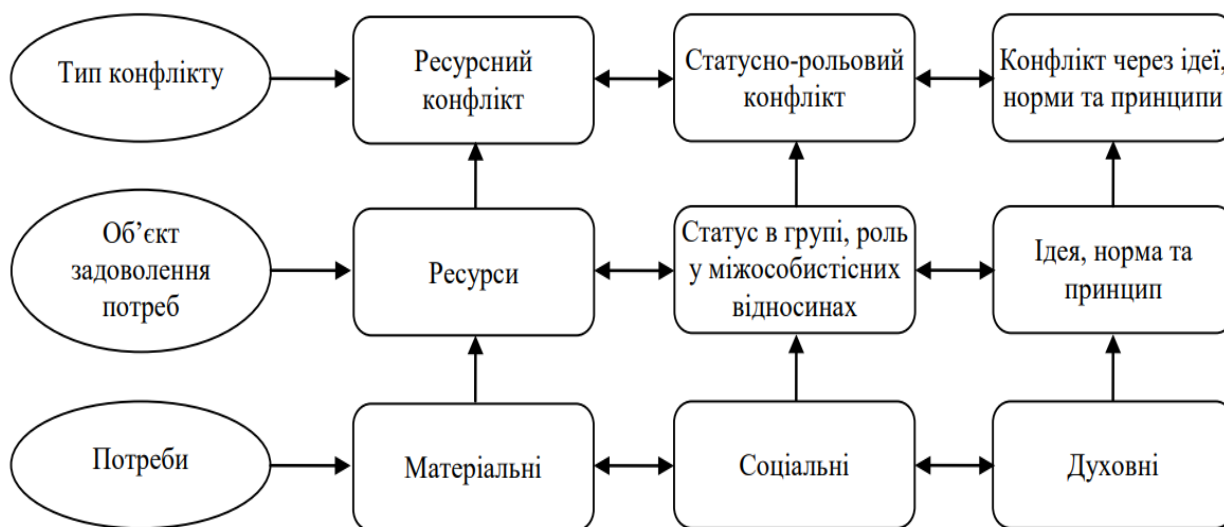 Тип конфлікту
Ресурсний
конфлікт
Статусно-рольовий
конфлікт
Конфлікт через ідеї,
норми та принципи
Об’єкт
задоволення
потреб
Ресурси
Статус в групі, роль
у міжособистісних
відносинах
Ідея, норма та
принцип
Потреби
Матеріальні
Соціальні
Духовні